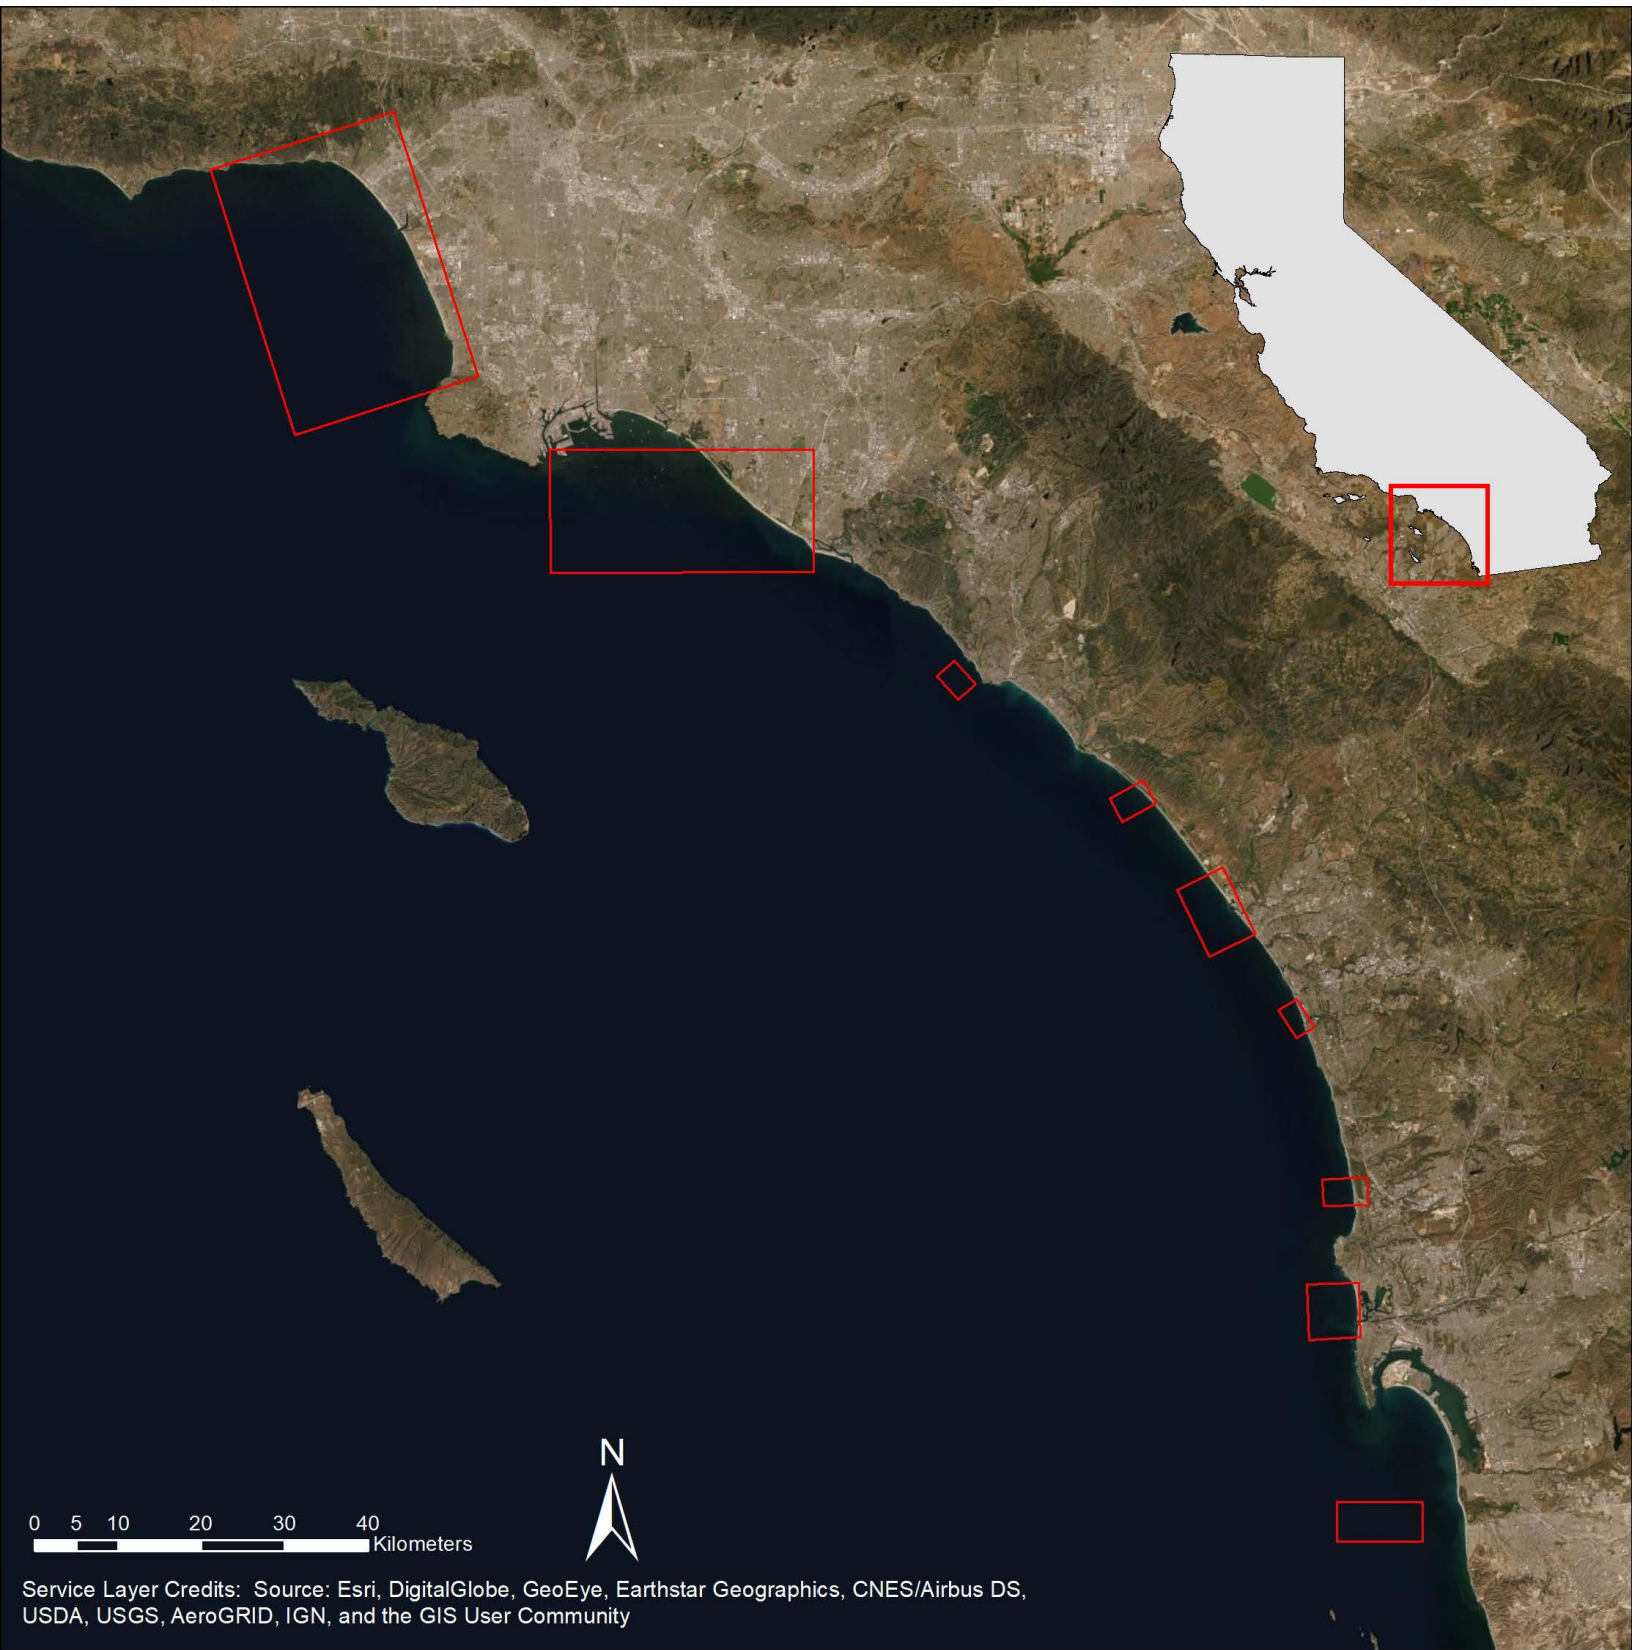 N
0 5 10 20 30 40
Kilometers
Service Layer Credits: Source: Esri, DigitalGlobe, GeoEye, Earthstar Geographics, CNES/Airbus DS,
USDA, USGS, AeroGRID, IGN, and the GIS User Community